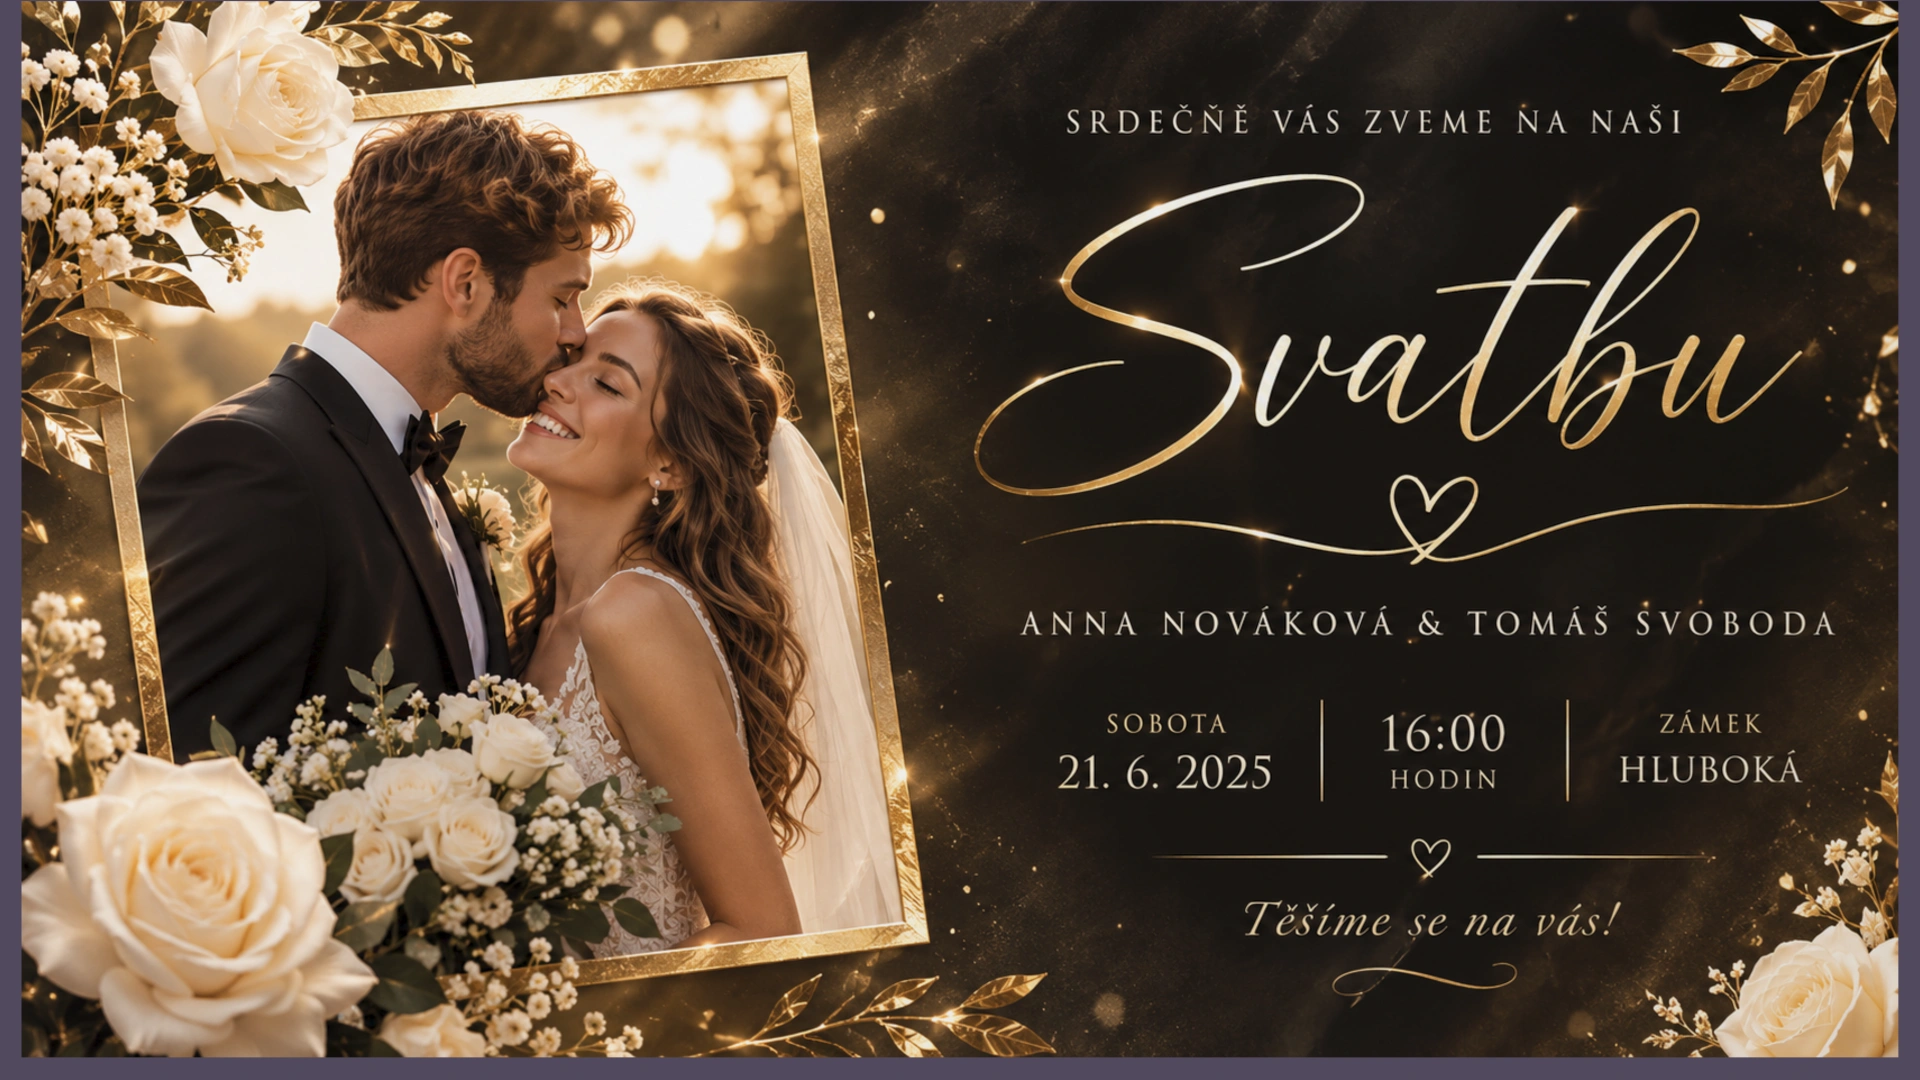 SRDEČŇĚ VÁS ZVEME NA NAŠI
Svatbu
ANNA NOVÁKOVÁ & TOMÁŠ SVOBODA
SOBOTA
21. 6. 2025
16:00
HODIN
ZÁMEK
HLUBOKÁ
Těšíme se na vás!